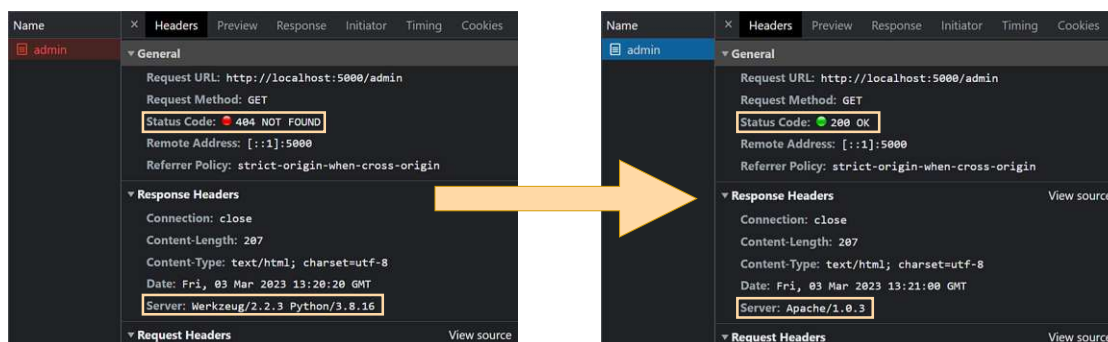 Name
× Headers Preview Response Initiator Timing Cookies
admin
▾ General
Request URL: http://localhost:5000/admin
Request Method: GET
Status Code: 404 NOT FOUND
Remote Address: [::1]:5000
Referrer Policy: strict-origin-when-cross-origin
▾ Response Headers
Connection: close
Content-Length: 207
Content-Type: text/html; charset=utf-8
Date: Fri, 03 Mar 2023 13:20:20 GMT
Server: Werkzeug/2.2.3 Python/3.8.16
▾ Request Headers View source
Name
× Headers Preview Response Initiator Timing Cookies
admin
▾ General
Request URL: http://localhost:5000/admin
Request Method: GET
Status Code: 200 OK
Remote Address: [::1]:5000
Referrer Policy: strict-origin-when-cross-origin
▾ Response Headers View source
Connection: close
Content-Length: 207
Content-Type: text/html; charset=utf-8
Date: Fri, 03 Mar 2023 13:21:00 GMT
Server: Apache/1.0.3
▾ Request Headers View source